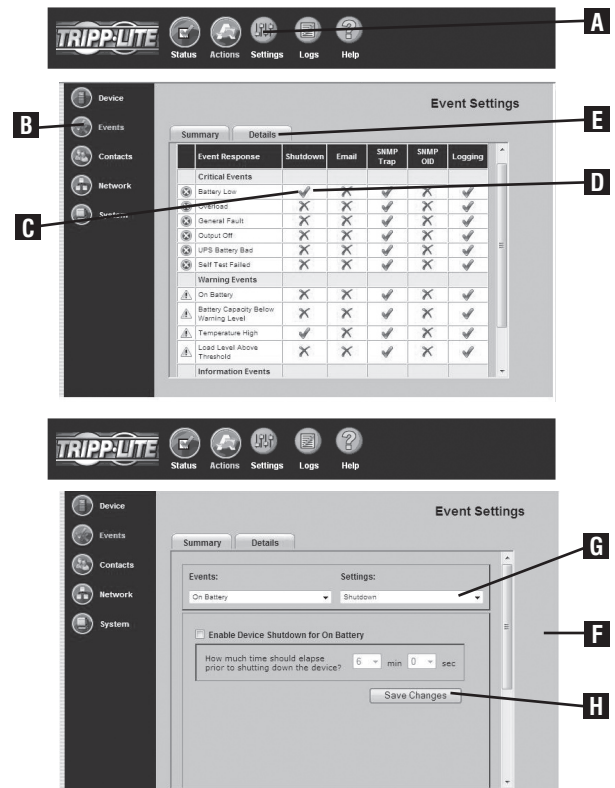 TRIPP·LITE
Status Actions Settings Logs Help
A
Device
Events
Contacts
Network
System
B
Event Settings
Summary Details
E
Event Response Shutdown Email SNMP Trap SNMP OID Logging
Critical Events
Battery Low
D
C
Overload
General Fault
Output Off
UPS Battery Bad
Self Test Failed
Warning Events
On Battery
Battery Capacity Below
Warning Level
Temperature High
Load Level Above
Threshold
Information Events
TRIPP·LITE
Status Actions Settings Logs Help
Device
Events
Contacts
Network
System
Event Settings
Summary Details
G
Events: Settings:
On Battery Shutdown
F
Enable Device Shutdown for On Battery
How much time should elapse
prior to shutting down the device? 6 min 0 sec
Save Changes
H